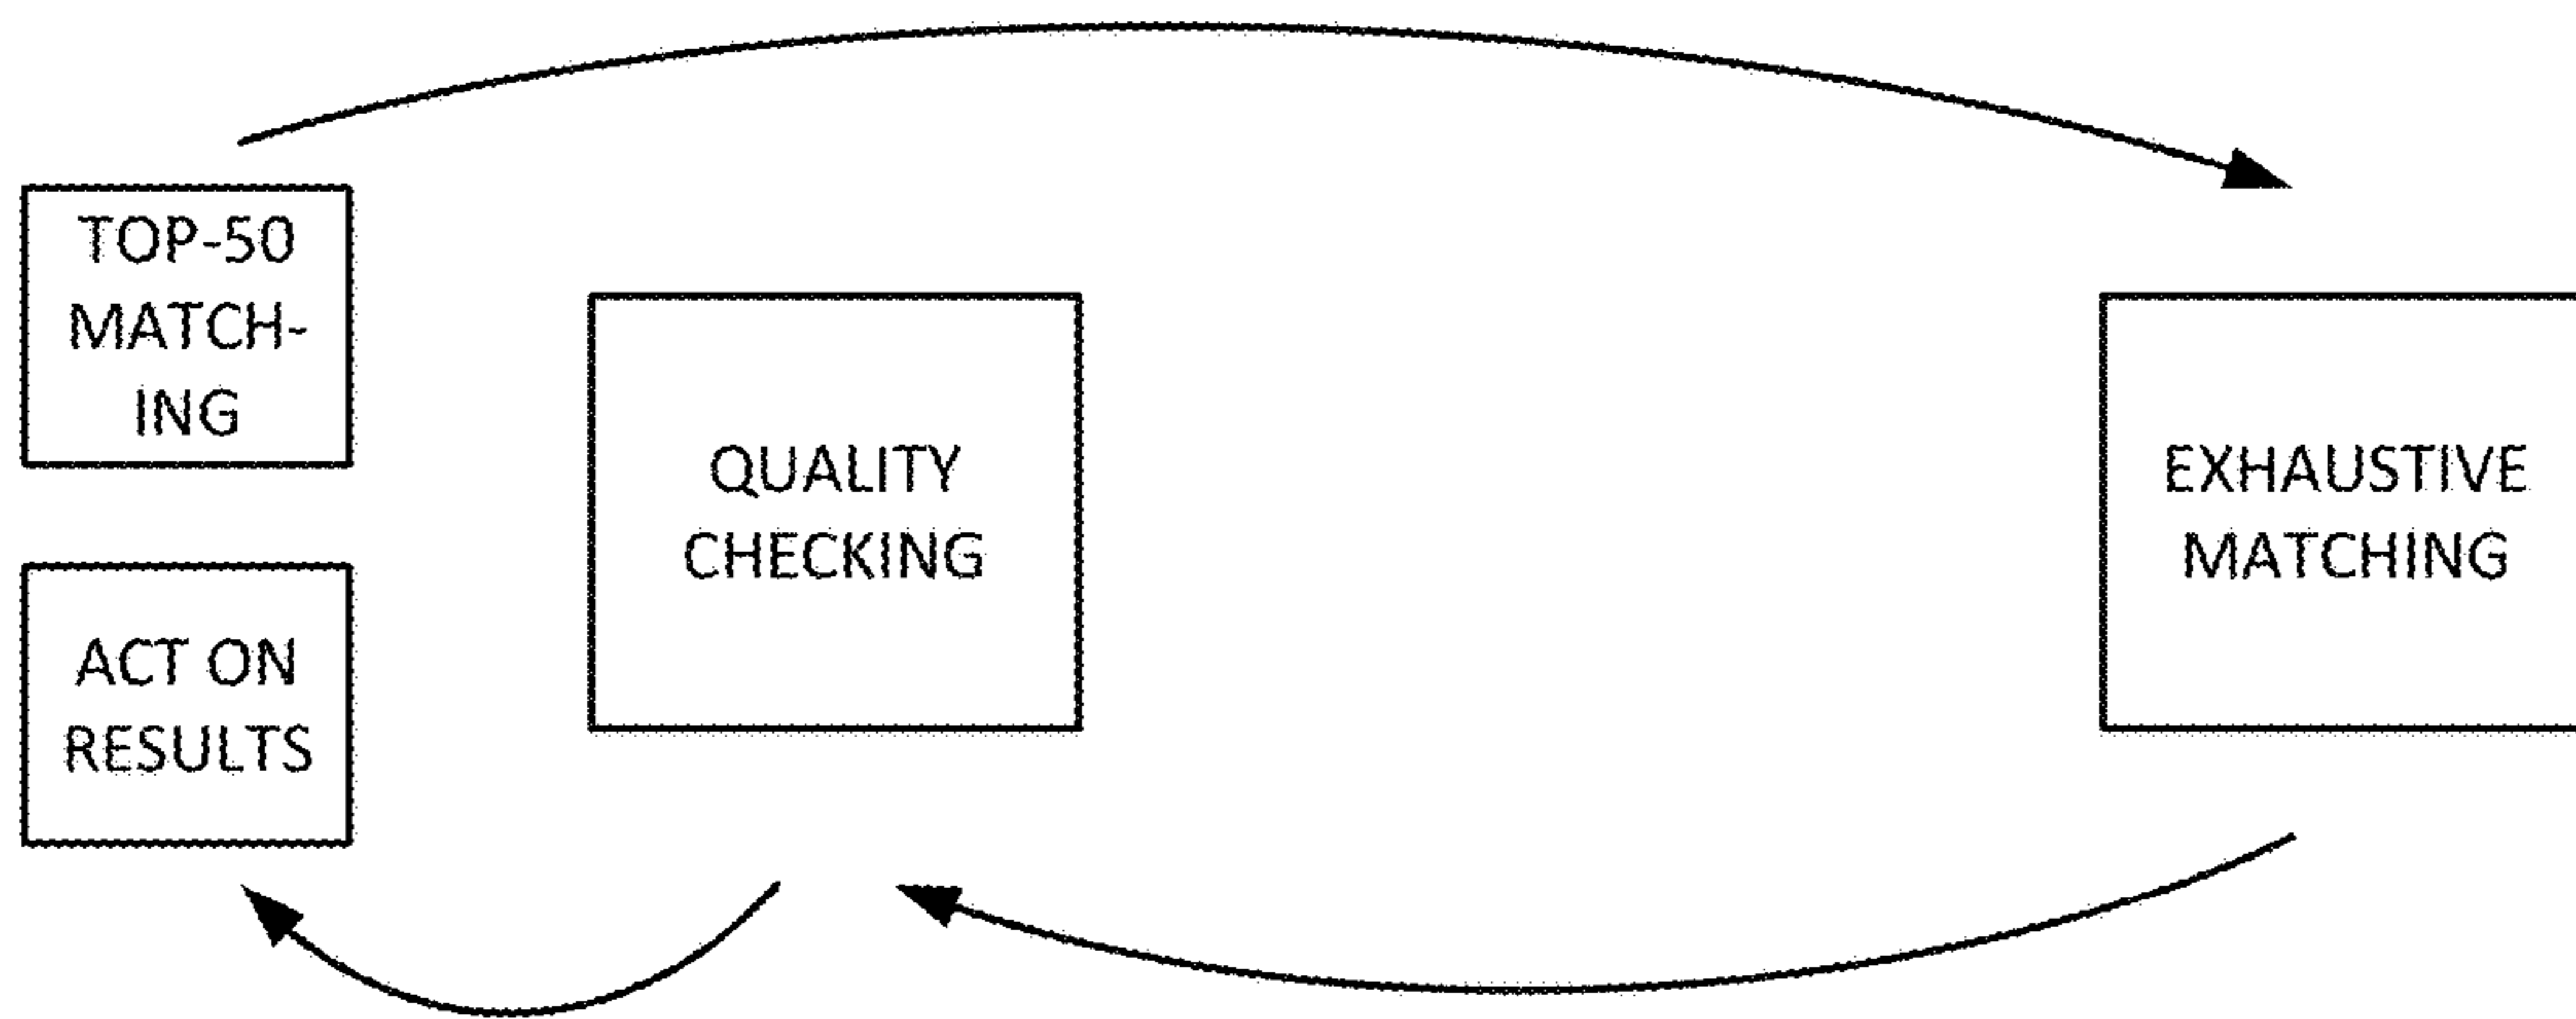 TOP-50
MATCH-
ING
ACT ON
RESULTS
QUALITY
CHECKING
EXHAUSTIVE
MATCHING